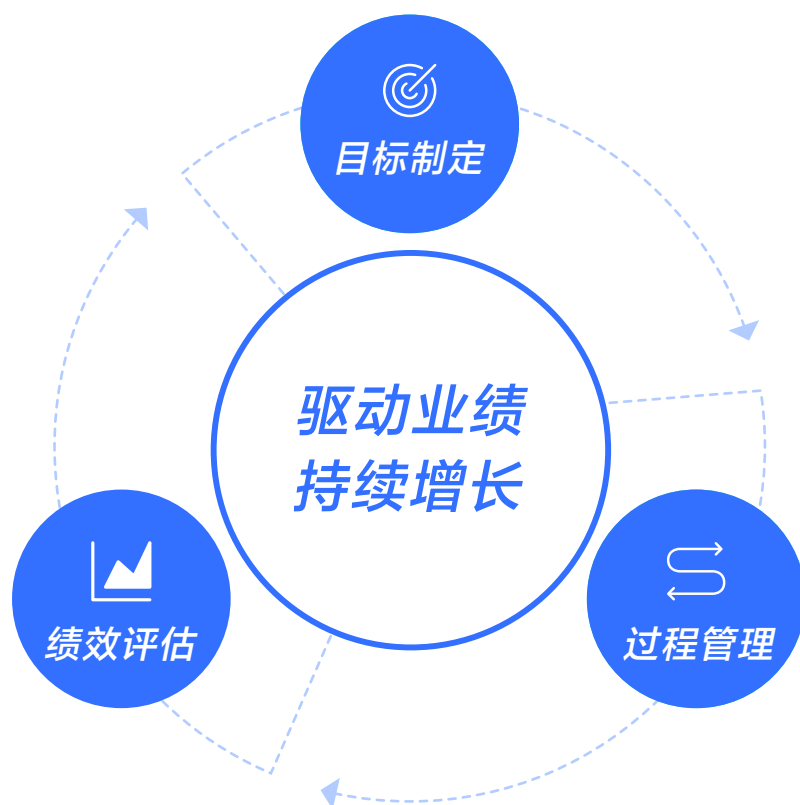 目标制定
驱动业绩
持续增长
绩效评估
过程管理